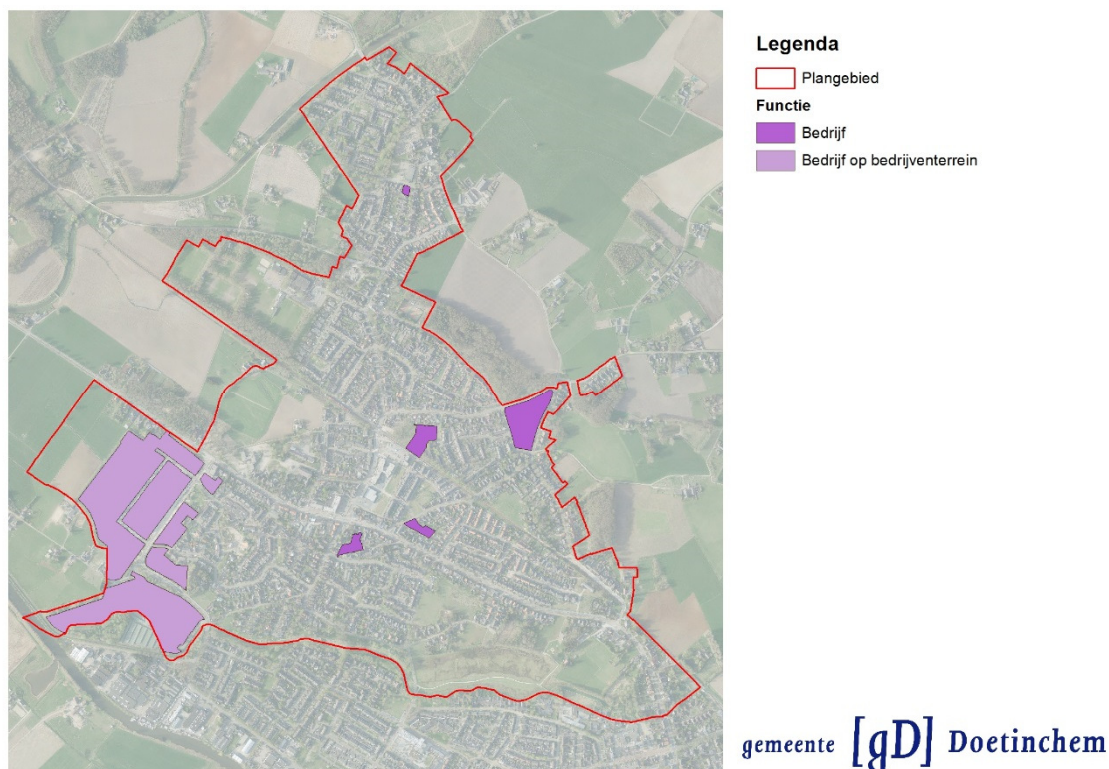 Legenda
Plangebied
Functie
Bedrijf
Bedrijf op bedrijventerrein
gemeente [gD] Doetinchem